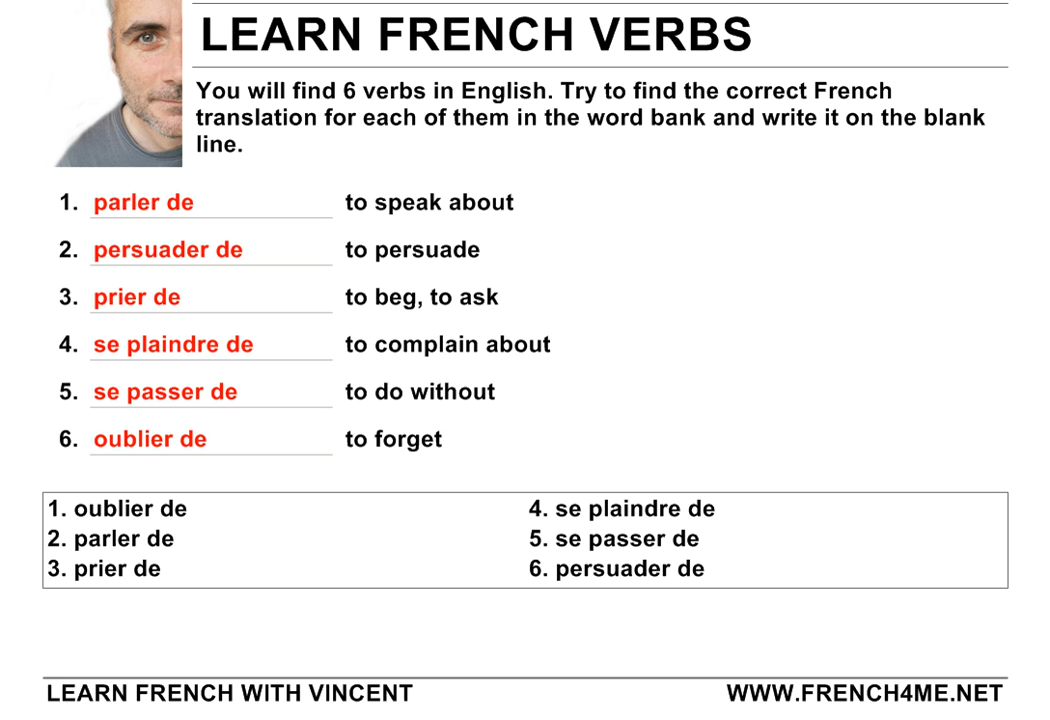 LEARN FRENCH VERBS
You will find 6 verbs in English. Try to find the correct French
translation for each of them in the word bank and write it on the blank
line.
1. parler de to speak about
2. persuader de to persuade
3. prier de to beg, to ask
4. se plaindre de to complain about
5. se passer de to do without
6. oublier de to forget
1. oublier de 4. se plaindre de
2. parler de 5. se passer de
3. prier de 6. persuader de
LEARN FRENCH WITH VINCENT WWW.FRENCH4ME.NET